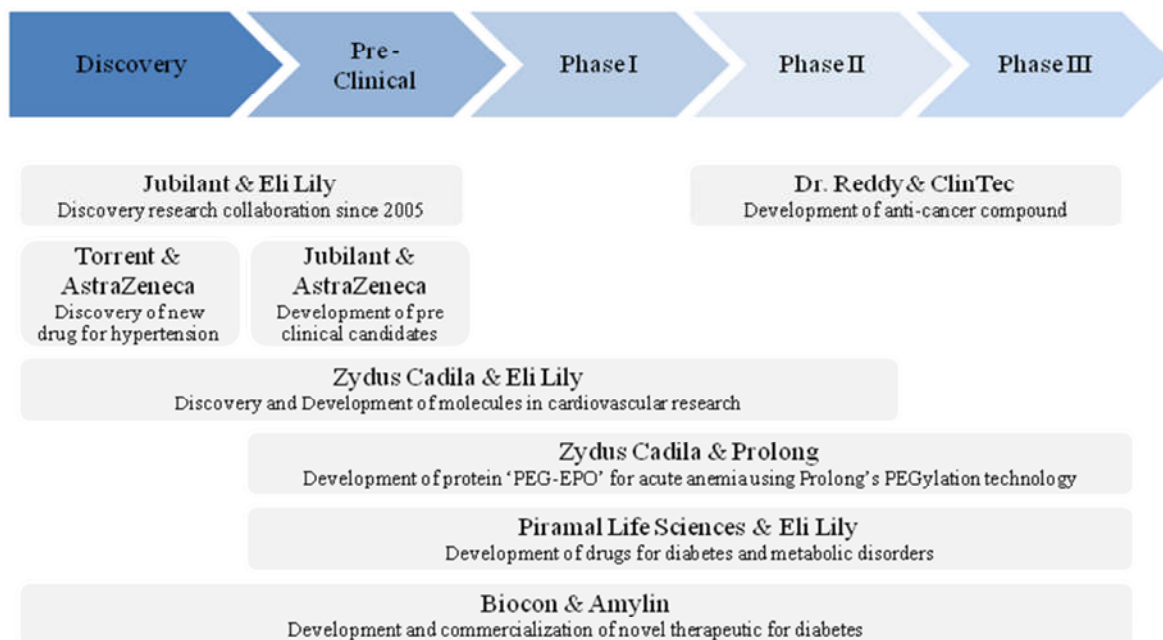 Discovery
Pre -
Clinical
Phase I
Phase II
Phase III
Jubilant & Eli Lily
Discovery research collaboration since 2005
Dr. Reddy & ClinTec
Development of anti-cancer compound
Torrent &
AstraZeneca
Discovery of new
drug for hypertension
Jubilant &
AstraZeneca
Development of pre
clinical candidates
Zydus Cadila & Eli Lily
Discovery and Development of molecules in cardiovascular research
Zydus Cadila & Prolong
Development of protein ‘PEG-EPO’ for acute anemia using Prolong’s PEGylation technology
Piramal Life Sciences & Eli Lily
Development of drugs for diabetes and metabolic disorders
Biocon & Amylin
Development and commercialization of novel therapeutic for diabetes